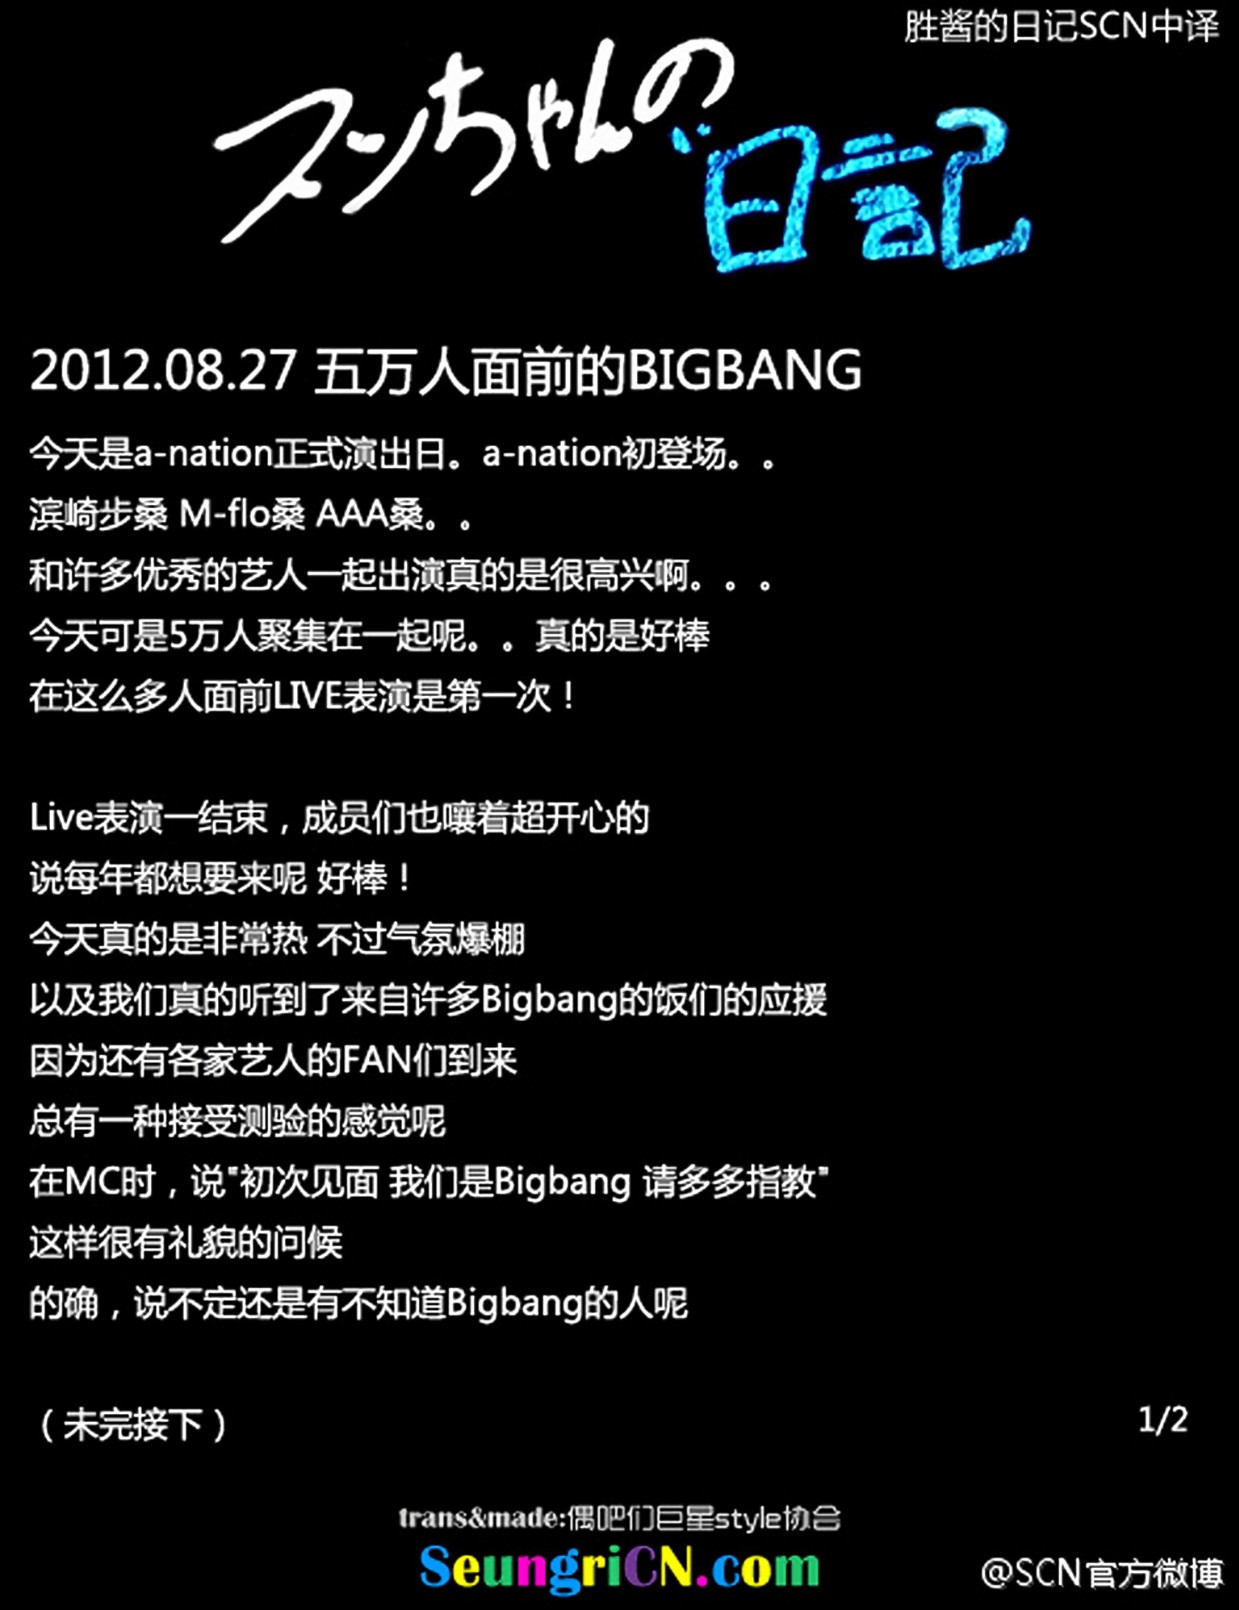 胜酱的日记SCN中译
スンちゃんの
日記
2012.08.27 五万人面前的BIGBANG
今天是a-nation正式演出日。a-nation初登场。。
滨崎步桑 M-flo桑 AAA桑。。
和许多优秀的艺人一起出演真的是很高兴啊。。。
今天可是5万人聚集在一起呢。。真的是好棒
在这么多人面前LIVE表演是第一次！
Live表演一结束，成员们也嚷着超开心的
说每年都想要来呢 好棒！
今天真的是非常热 不过气氛爆棚
以及我们真的听到了来自许多Bigbang的饭们的应援
因为还有各家艺人的FAN们到来
总有一种接受测验的感觉呢
在MC时，说"初次见面 我们是Bigbang 请多多指教"
这样很有礼貌的问候
的确，说不定还是有不知道Bigbang的人呢
（未完接下）
1/2
trans&made:偶吧们巨星style协会
SeungriCN.com
@SCN官方微博